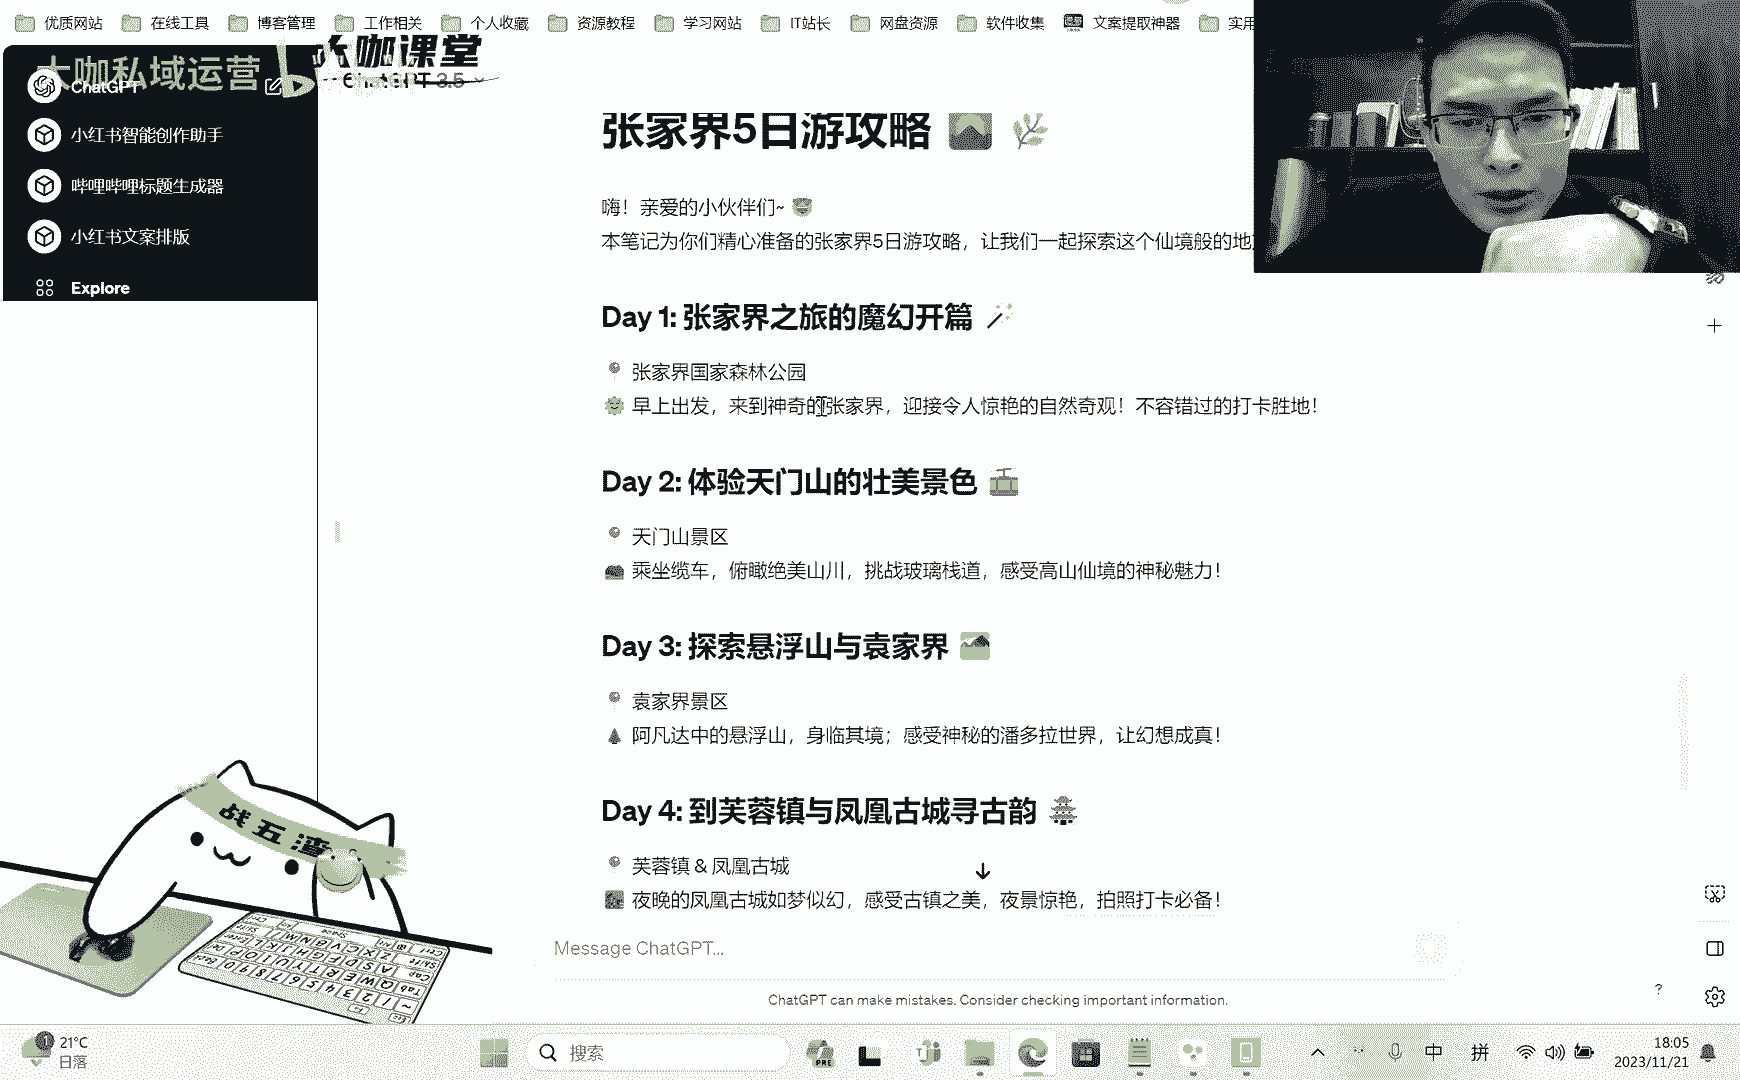 优质网站
在线工具
博客管理
工作相关
个人收藏
资源教程
学习网站
IT站长
网盘资源
软件收集
文案提取神器
实用
大咖私域运营
大咖课堂
ChatGPT
ChatGPT 3.5
小红书智能创作助手
哔哩哔哩标题生成器
小红书文案排版
Explore
张家界5日游攻略
嗨！亲爱的小伙伴们~
本笔记为你们精心准备的张家界5日游攻略，让我们一起探索这个仙境般的地
Day 1: 张家界之旅的魔幻开篇
张家界国家森林公园
早上出发，来到神奇的张家界，迎接令人惊艳的自然奇观！不容错过的打卡胜地！
Day 2: 体验天门山的壮美景色
天门山景区
乘坐缆车，俯瞰绝美山川，挑战玻璃栈道，感受高山仙境的神秘魅力！
Day 3: 探索悬浮山与袁家界
袁家界景区
阿凡达中的悬浮山，身临其境；感受神秘的潘多拉世界，让幻想成真！
Day 4: 到芙蓉镇与凤凰古城寻古韵
芙蓉镇 & 凤凰古城
夜晚的凤凰古城如梦似幻，感受古镇之美，夜景惊艳，拍照打卡必备！
战五渣
Message ChatGPT...
ChatGPT can make mistakes. Consider checking important information.
?
21°C
日落
搜索
PRE
中
拼
18:05
2023/11/21